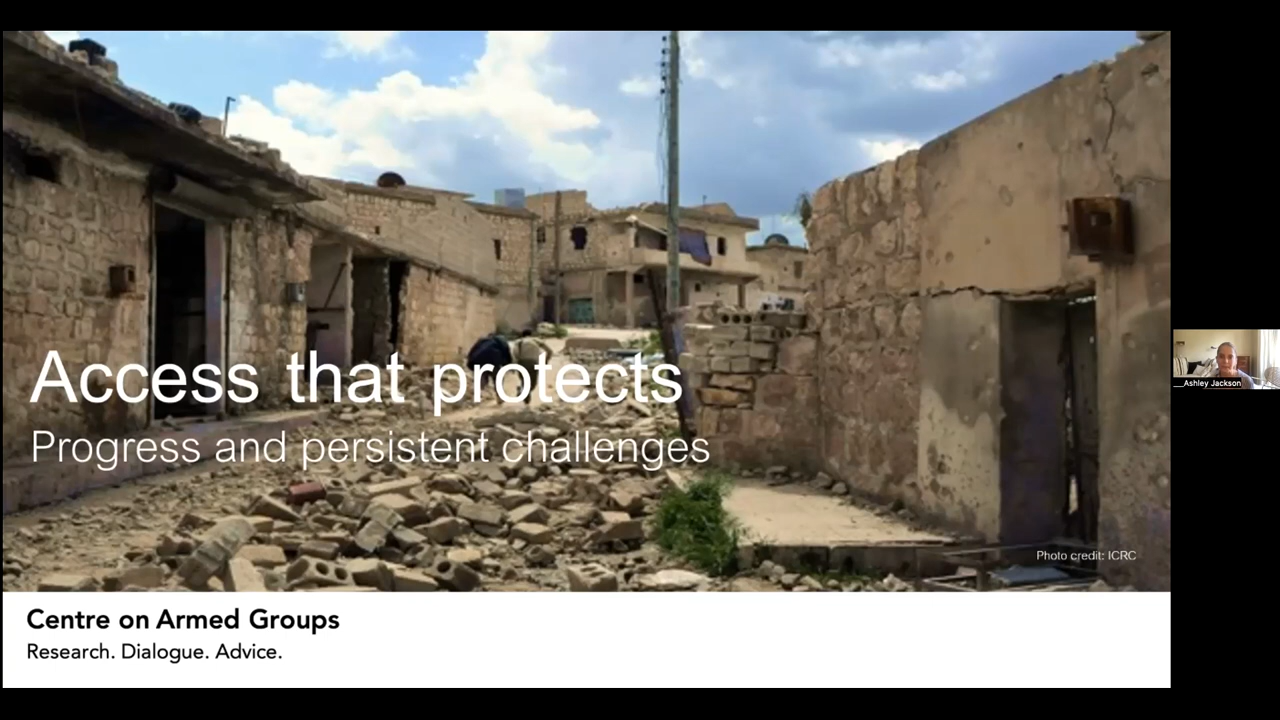 Access that protects
Progress and persistent challenges
Photo credit: ICRC
Centre on Armed Groups
Research. Dialogue. Advice.
Ashley Jackson